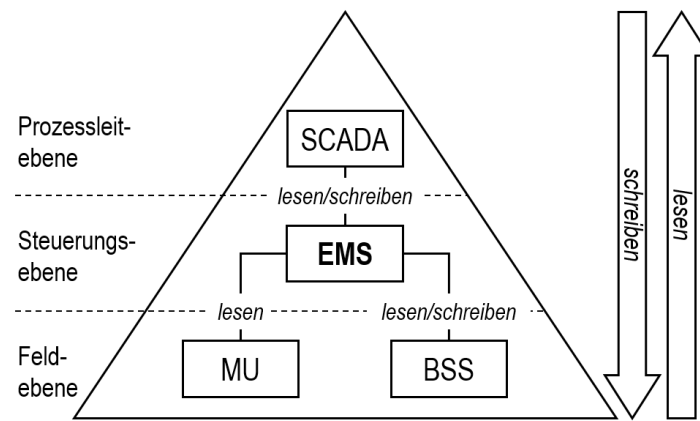 Prozessleit-
ebene
SCADA
lesen/schreiben
Steuerungs-
ebene
EMS
lesen
lesen/schreiben
Feld-
ebene
MU
BSS
schreiben
lesen